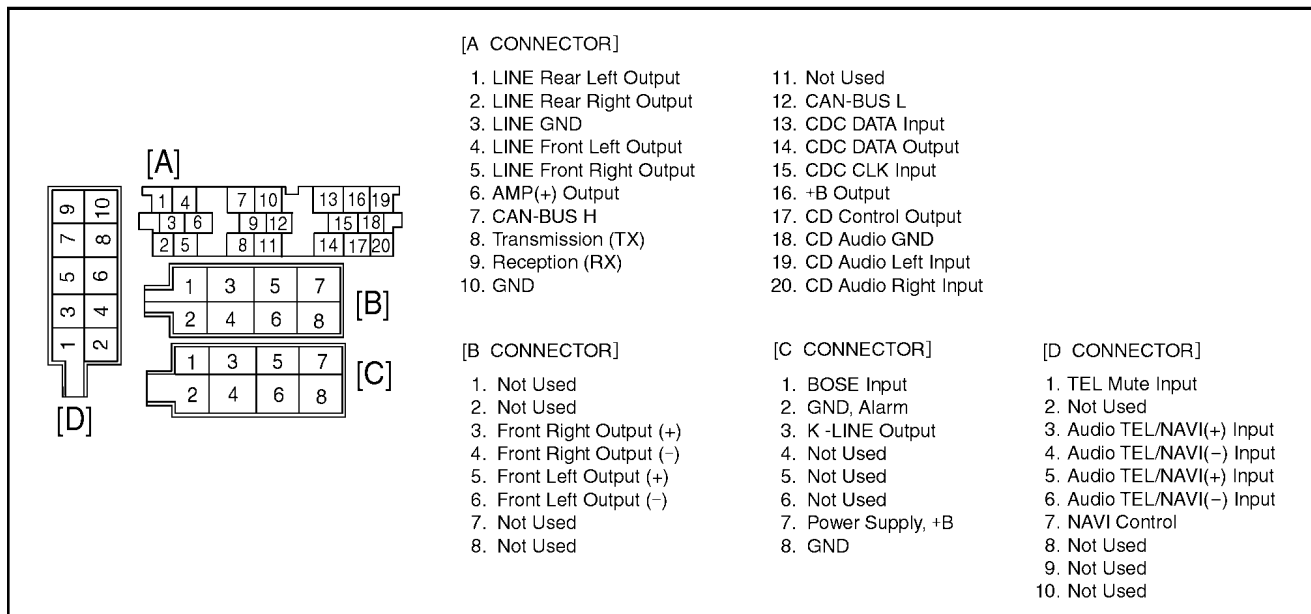 [A CONNECTOR]
1. LINE Rear Left Output
2. LINE Rear Right Output
3. LINE GND
4. LINE Front Left Output
5. LINE Front Right Output
6. AMP(+) Output
7. CAN-BUS H
8. Transmission (TX)
9. Reception (RX)
10. GND
11. Not Used
12. CAN-BUS L
13. CDC DATA Input
14. CDC DATA Output
15. CDC CLK Input
16. +B Output
17. CD Control Output
18. CD Audio GND
19. CD Audio Left Input
20. CD Audio Right Input
[A]
1 4 7 10 13 16 19
3 6 9 12 15 18
2 5 8 11 14 17 20
[B]
1 3 5 7
2 4 6 8
[C]
1 3 5 7
2 4 6 8
[D]
9 10
7 8
5 6
3 4
1 2
[B CONNECTOR]
1. Not Used
2. Not Used
3. Front Right Output (+)
4. Front Right Output (−)
5. Front Left Output (+)
6. Front Left Output (−)
7. Not Used
8. Not Used
[C CONNECTOR]
1. BOSE Input
2. GND, Alarm
3. K -LINE Output
4. Not Used
5. Not Used
6. Not Used
7. Power Supply, +B
8. GND
[D CONNECTOR]
1. TEL Mute Input
2. Not Used
3. Audio TEL/NAVI(+) Input
4. Audio TEL/NAVI(−) Input
5. Audio TEL/NAVI(+) Input
6. Audio TEL/NAVI(−) Input
7. NAVI Control
8. Not Used
9. Not Used
10. Not Used